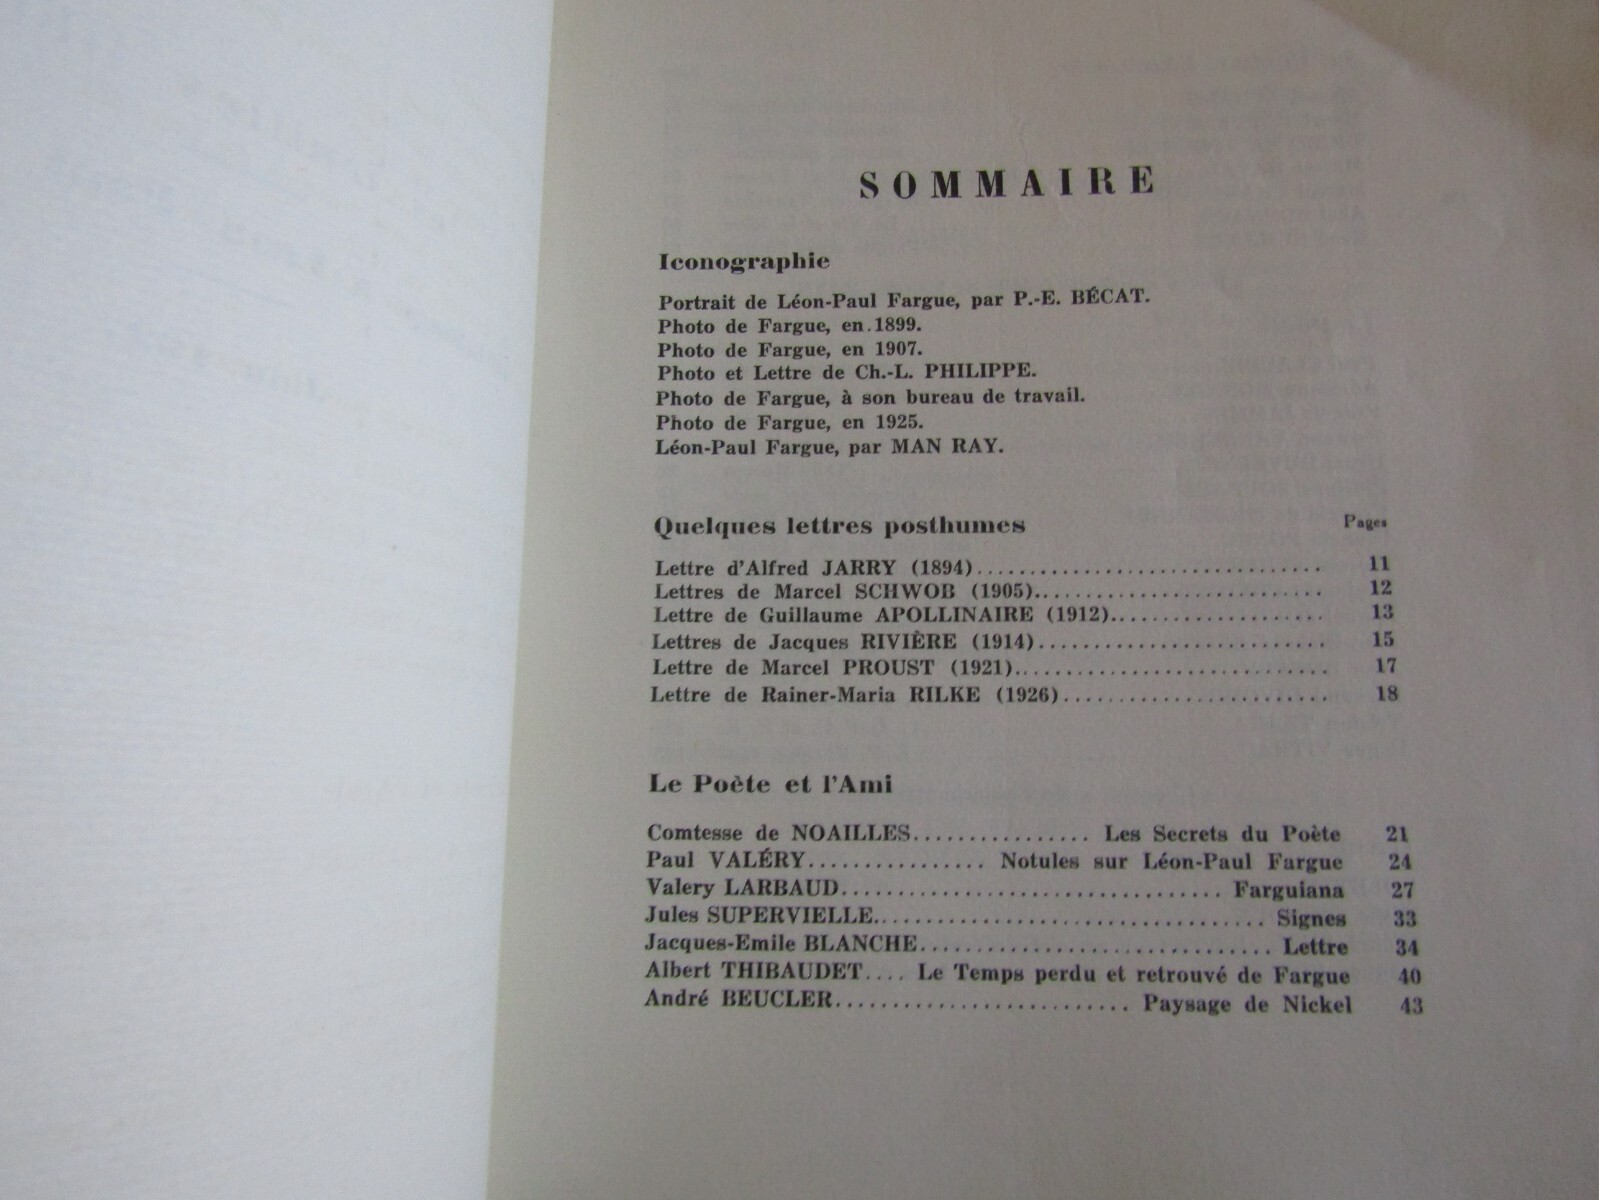 SOMMAIRE
Iconographie
Portrait de Léon-Paul Fargue, par P.-E. BÉCAT.
Photo de Fargue, en 1899.
Photo de Fargue, en 1907.
Photo et Lettre de Ch.-L. PHILIPPE.
Photo de Fargue, à son bureau de travail.
Photo de Fargue, en 1925.
Léon-Paul Fargue, par MAN RAY.
Quelques lettres posthumes Pages
Lettre d'Alfred JARRY (1894)................................ 11
Lettres de Marcel SCHWOB (1905)........................... 12
Lettre de Guillaume APOLLINAIRE (1912).................... 13
Lettres de Jacques RIVIÈRE (1914)........................... 15
Lettre de Marcel PROUST (1921)............................. 17
Lettre de Rainer-Maria RILKE (1926)......................... 18
Le Poète et l'Ami
Comtesse de NOAILLES................ Les Secrets du Poète 21
Paul VALÉRY................ Notules sur Léon-Paul Fargue 24
Valery LARBAUD.................................. Farguiana 27
Jules SUPERVIELLE.................................. Signes 33
Jacques-Emile BLANCHE............................... Lettre 34
Albert THIBAUDET.... Le Temps perdu et retrouvé de Fargue 40
André BEUCLER.......................... Paysage de Nickel 43